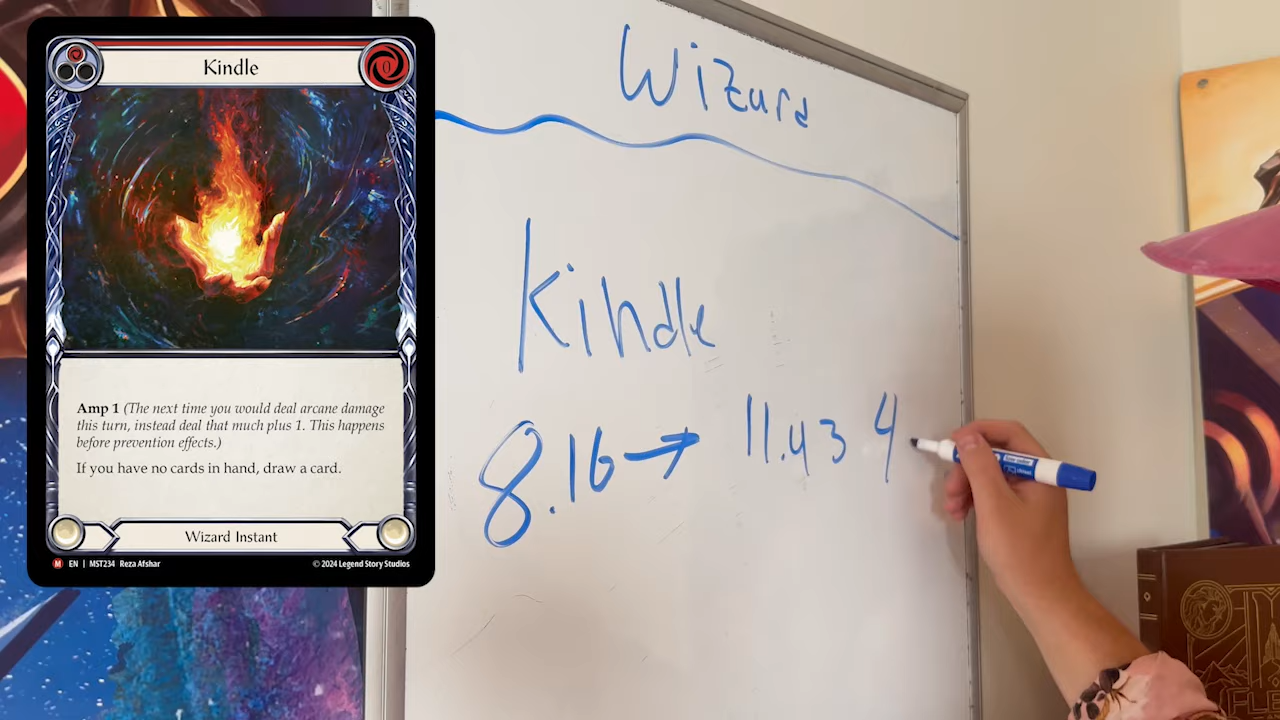 Kindle
0
Amp 1 (The next time you would deal arcane damage
this turn, instead deal that much plus 1. This happens
before prevention effects.)
If you have no cards in hand, draw a card.
Wizard Instant
M EN | MST234 Reza Afshar
© 2024 Legend Story Studios
Wizard
Kindle
8.16 → 11.43 4
FLE